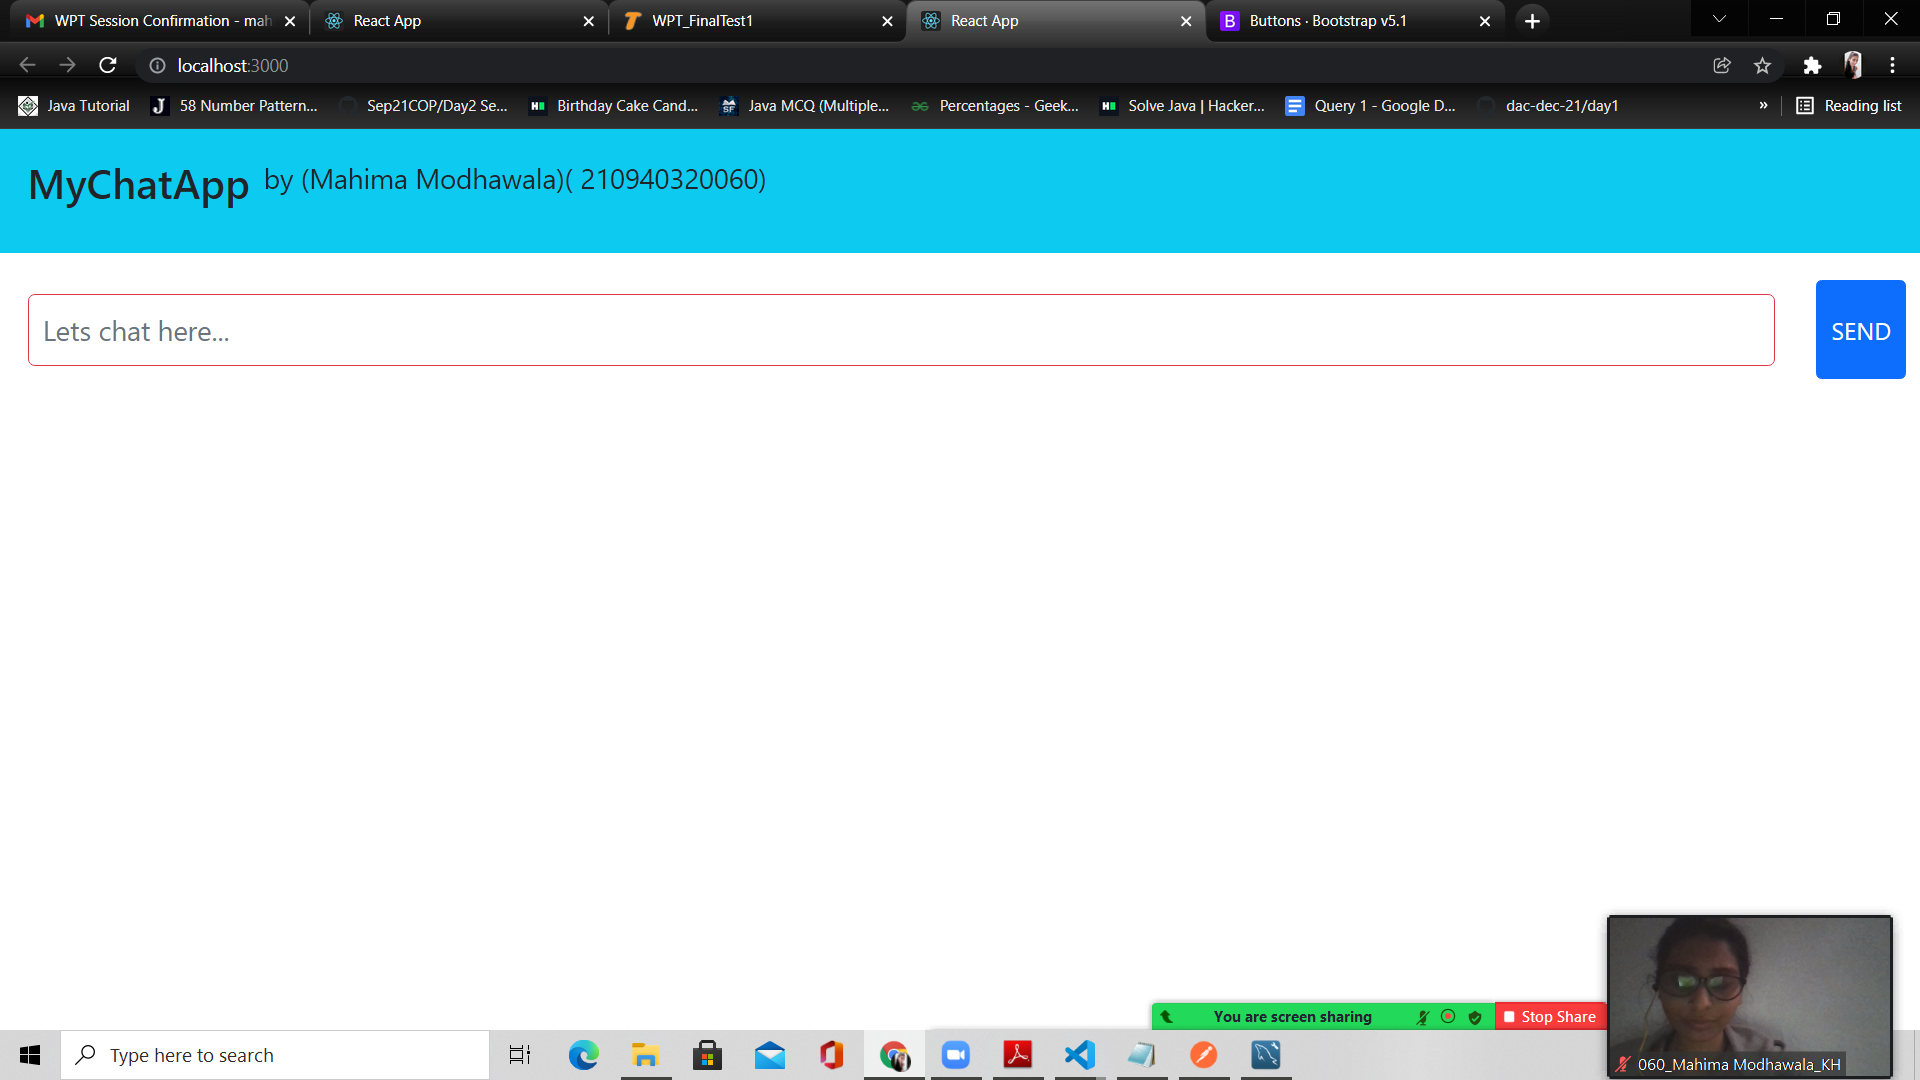 WPT Session Confirmation - mah
React App
WPT_FinalTest1
React App
Buttons · Bootstrap v5.1
localhost:3000
Java Tutorial
58 Number Pattern...
Sep21COP/Day2 Se...
Birthday Cake Cand...
Java MCQ (Multiple...
Percentages - Geek...
Solve Java | Hacker...
Query 1 - Google D...
dac-dec-21/day1
»
Reading list
MyChatApp by (Mahima Modhawala)( 210940320060)
Lets chat here...
SEND
You are screen sharing
Stop Share
060_Mahima Modhawala_KH
Type here to search